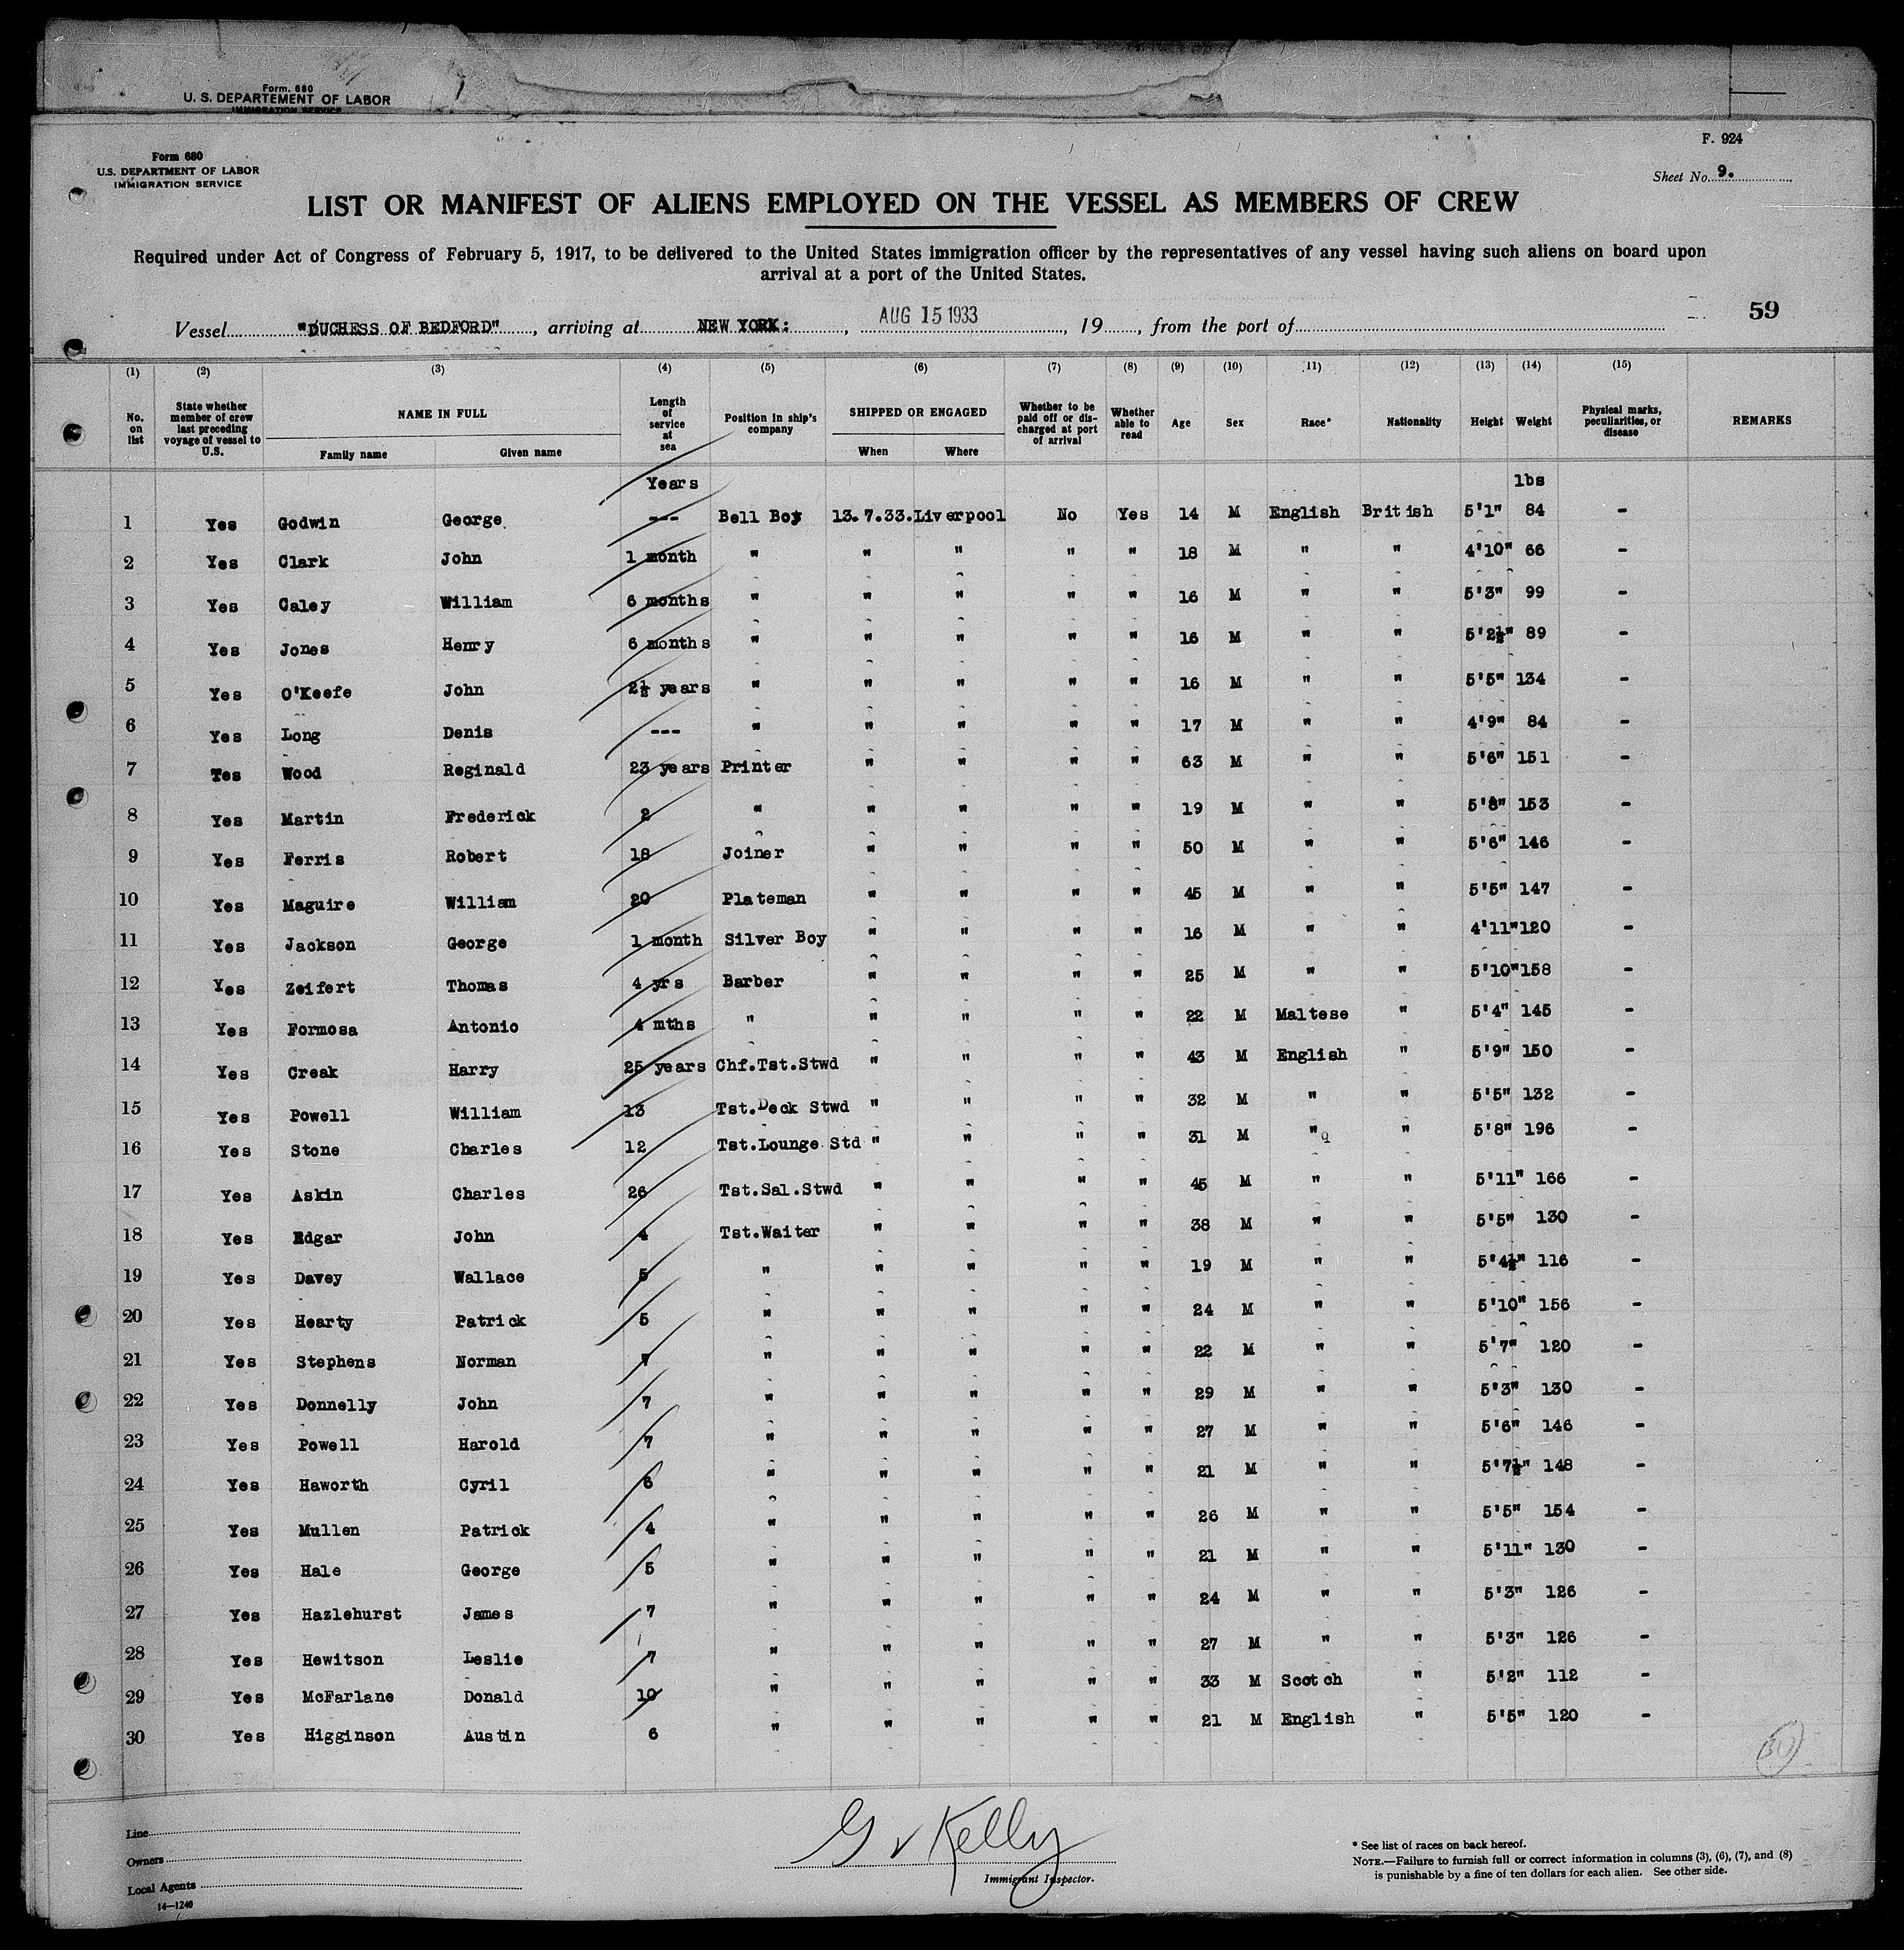 Form. 680
U. S. DEPARTEMENT OF LABOR
IMMIGRATION SERVICE
F. 924
Form 680
U.S. DEPARTMENT OF LABOR
IMMIGRATION SERVICE
Sheet No. 9.
LIST OR MANIFEST OF ALIENS EMPLOYED ON THE VESSEL AS MEMBERS OF CREW
Required under Act of Congress of February 5, 1917, to be delivered to the United States immigration officer by the representatives of any vessel having such aliens on board upon
arrival at a port of the United States.
59
Vessel "DUCHESS OF BEDFORD", arriving at NEW YORK:, AUG 15 1933, 19, from the port of
(1) (2) (3) (4) (5) (6) (7) (8) (9) (10) (11) (12) (13) (14) (15)
No. on list | State whether member of crew last preceding voyage of vessel to U.S. | NAME IN FULL Family name Given name | Length of service at sea | Position in ship's company | SHIPPED OR ENGAGED When Where | Whether to be paid off or discharged at port of arrival | Whether able to read | Age | Sex | Race* | Nationality | Height | Weight | Physical marks, peculiarities, or disease | REMARKS
Years lbs
1 Yes Godwin George --- Bell Boy 13.7.33. Liverpool No Yes 14 M English British 5'1" 84 -
2 Yes Clark John 1 month " " " " " 18 M " " 4'10" 66 -
3 Yes Caley William 6 months " " " " " 16 M " " 5'3" 99 -
4 Yes Jones Henry 6 months " " " " " 16 M " " 5'2½" 89 -
5 Yes O'Keefe John 2½ years " " " " " 16 M " " 5'5" 134 -
6 Yes Long Denis --- " " " " " 17 M " " 4'9" 84 -
7 Yes Wood Reginald 23 years Printer " " " " 63 M " " 5'6" 151 -
8 Yes Martin Frederick 2 " " " " " 19 M " " 5'8" 153 -
9 Yes Ferris Robert 18 Joiner " " " " 50 M " " 5'6" 146 -
10 Yes Maguire William 20 Plateman " " " " 45 M " " 5'5" 147 -
11 Yes Jackson George 1 month Silver Boy " " " " 16 M " " 4'11" 120 -
12 Yes Zeifert Thomas 4 yrs Barber " " " " 25 M " " 5'10" 158 -
13 Yes Formosa Antonio 4 mths " " " " " 22 M Maltese " 5'4" 145 -
14 Yes Creak Harry 25 years Chf.Tst.Stwd " " " " 43 M English " 5'9" 150 -
15 Yes Powell William 13 Tst.Deck Stwd " " " " 32 M " " 5'5" 132 -
16 Yes Stone Charles 12 Tst.Lounge Std " " " " 31 M " " 5'8" 196 -
17 Yes Askin Charles 26 Tst.Sal.Stwd " " " " 45 M " " 5'11" 166 -
18 Yes Edgar John 4 Tst.Waiter " " " " 38 M " " 5'5" 130 -
19 Yes Davey Wallace 5 " " " " " 19 M " " 5'4½" 116 -
20 Yes Hearty Patrick 5 " " " " " 24 M " " 5'10" 156 -
21 Yes Stephens Norman 7 " " " " " 22 M " " 5'7" 120 -
22 Yes Donnelly John 7 " " " " " 29 M " " 5'3" 130 -
23 Yes Powell Harold 7 " " " " " 27 M " " 5'6" 146 -
24 Yes Haworth Cyril 6 " " " " " 21 M " " 5'7½" 148 -
25 Yes Mullen Patrick 4 " " " " " 26 M " " 5'5" 154 -
26 Yes Hale George 5 " " " " " 21 M " " 5'11" 130 -
27 Yes Hazlehurst James 7 " " " " " 24 M " " 5'3" 126 -
28 Yes Hewitson Leslie 7 " " " " " 27 M " " 5'3" 126 -
29 Yes McFarlane Donald 10 " " " " " 33 M Scotch " 5'2" 112 -
30 Yes Higginson Austin 6 " " " " " 21 M English " 5'5" 120 -
(30)
Line
Owners
Local Agents
14—1240
G v Kelly
Immigrant Inspector.
* See list of races on back hereof.
NOTE.—Failure to furnish full or correct information in columns (3), (6), (7), and (8)
is punishable by a fine of ten dollars for each alien. See other side.